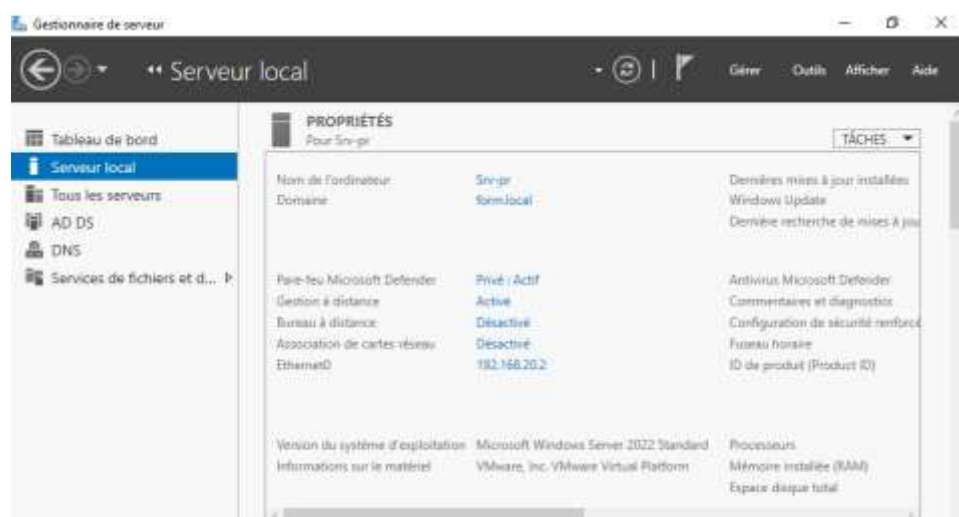 Gestionnaire de serveur
Serveur local
Gérer Outils Afficher Aide
Tableau de bord
Serveur local
Tous les serveurs
AD DS
DNS
Services de fichiers et d...
PROPRIÉTÉS
Pour Srv-pr
TÂCHES
Nom de l'ordinateur Srv-pr Dernières mises à jour installées
Domaine form.local Windows Update
Dernière recherche de mises à jou
Pare-feu Microsoft Defender Privé : Actif Antivirus Microsoft Defender
Gestion à distance Activé Commentaires et diagnostics
Bureau à distance Désactivé Configuration de sécurité renforcé
Association de cartes réseau Désactivé Fuseau horaire
Ethernet0 192.168.20.2 ID de produit (Product ID)
Version du système d'exploitation Microsoft Windows Server 2022 Standard Processeurs
Informations sur le matériel VMware, Inc. VMware Virtual Platform Mémoire installée (RAM)
Espace disque total